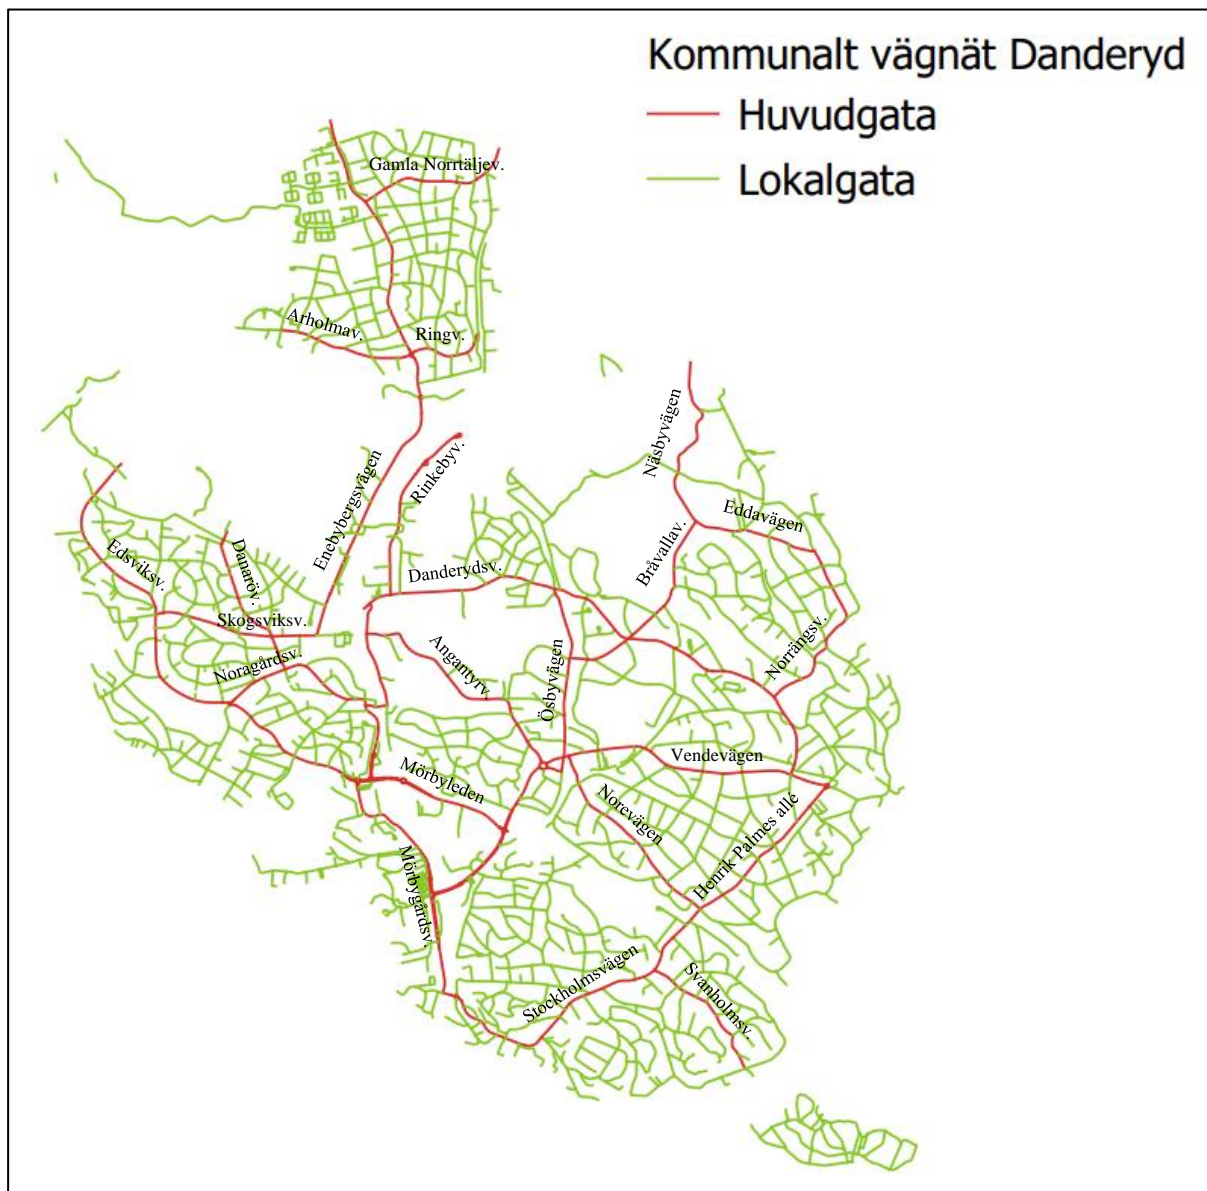 Kommunalt vägnät Danderyd
Huvudgata
Lokalgata
Gamla Norrtäljev.
Arholmav.
Ringv.
Näsbyvägen
Rinkebyv.
Enebybergsvägen
Eddavägen
Edsviksv.
Danaröv.
Danderydsv.
Bråvallav.
Skogsviksv.
Noragårdsv.
Angantyrv.
Ösbyvägen
Norrängsv.
Vendevägen
Mörbyleden
Norevägen
Henrik Palmes allé
Mörbygårdsv.
Stockholmsvägen
Svanholmsv.